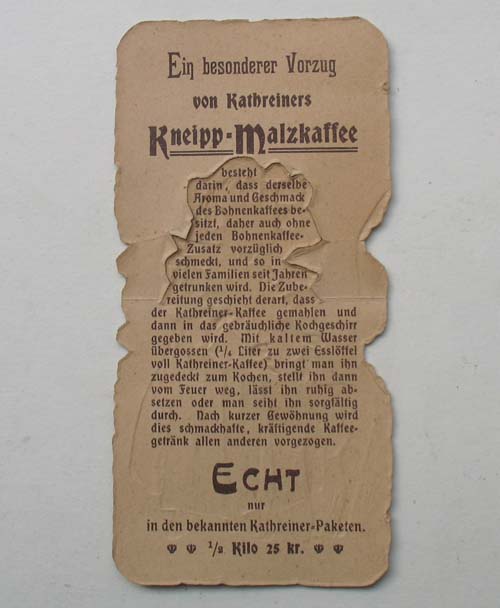 Ein besonderer Vorzug
von Kathreiners
Kneipp-Malzkaffee
besteht
darin, dass derselbe
Aroma und Geschmack
des Bohnenkaffees be-
sitzt, daher auch ohne
jeden Bohnenkaffee-
Zusatz vorzüglich
schmeckt, und so in
vielen Familien seit Jahren
getrunken wird. Die Zube-
reitung geschieht derart, dass
der Kathreiner-Kaffee gemahlen und
dann in das gebräuchliche Kochgeschirr
gegeben wird. Mit kaltem Wasser
übergossen (¼ Liter zu zwei Esslöffel
voll Kathreiner-Kaffee) bringt man ihn
zugedeckt zum Kochen, stellt ihn dann
vom Feuer weg, lässt ihn ruhig ab-
setzen oder man seiht ihn sorgfältig
durch. Nach kurzer Gewöhnung wird
dies schmackhafte, kräftigende Kaffee-
getränk allen anderen vorgezogen.
ECHT
nur
in den bekannten Kathreiner-Paketen.
½ Kilo 25 kr.